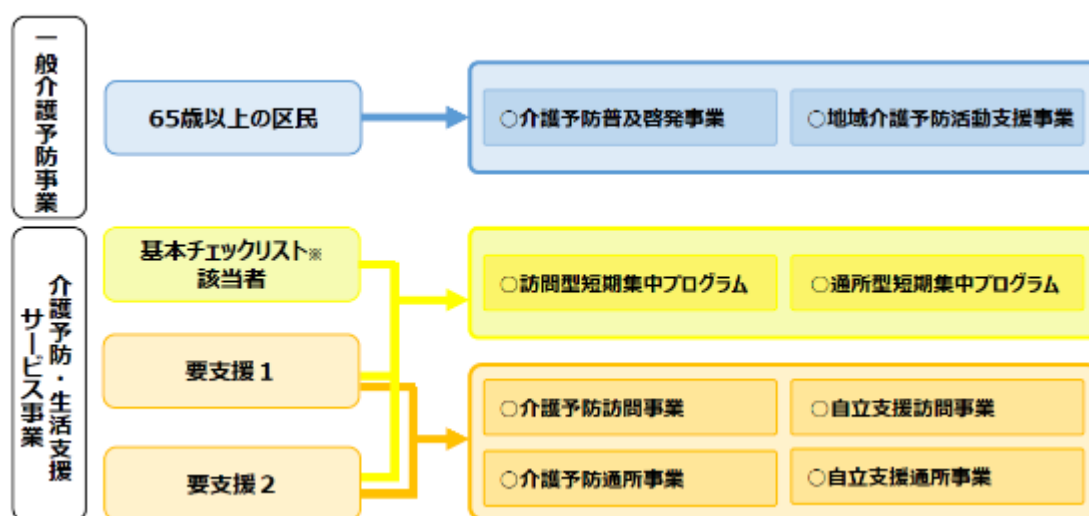 一般介護予防事業
65歳以上の区民
○介護予防普及啓発事業
○地域介護予防活動支援事業
介護予防・生活支援
サービス事業
基本チェックリスト※
該当者
○訪問型短期集中プログラム
○通所型短期集中プログラム
要支援1
要支援2
○介護予防訪問事業
○自立支援訪問事業
○介護予防通所事業
○自立支援通所事業